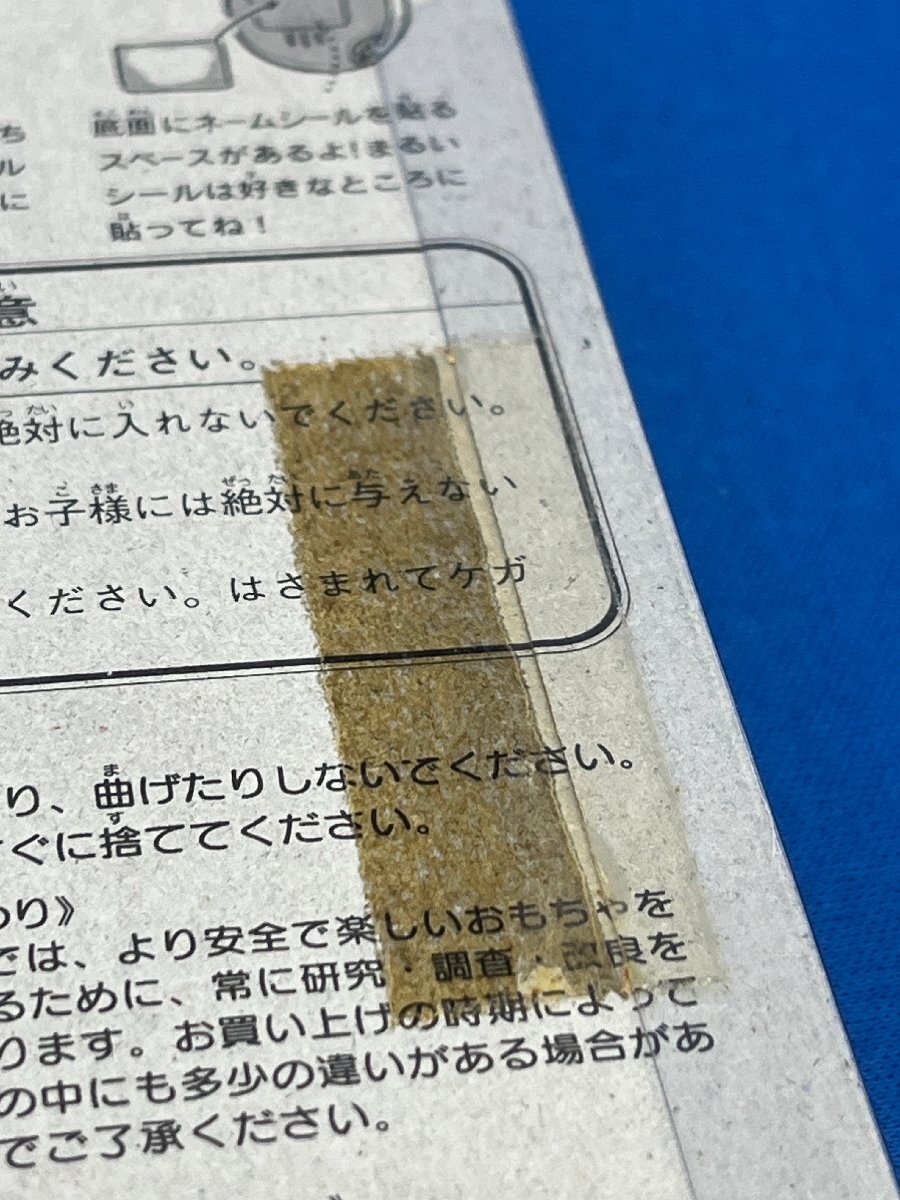 ち
ル
に
底面にネームシールを貼る
スペースがあるよ!まるい
シールは好きなところに
貼ってね!
意
みください。
絶対に入れないでください。
お子様には絶対に与えない
ください。はさまれてケガ
り、曲げたりしないでください。
ぐに捨ててください。
わり》
では、より安全で楽しいおもちゃを
るために、常に研究・調査・改良を
ります。お買い上げの時期によって
の中にも多少の違いがある場合があ
でご了承ください。